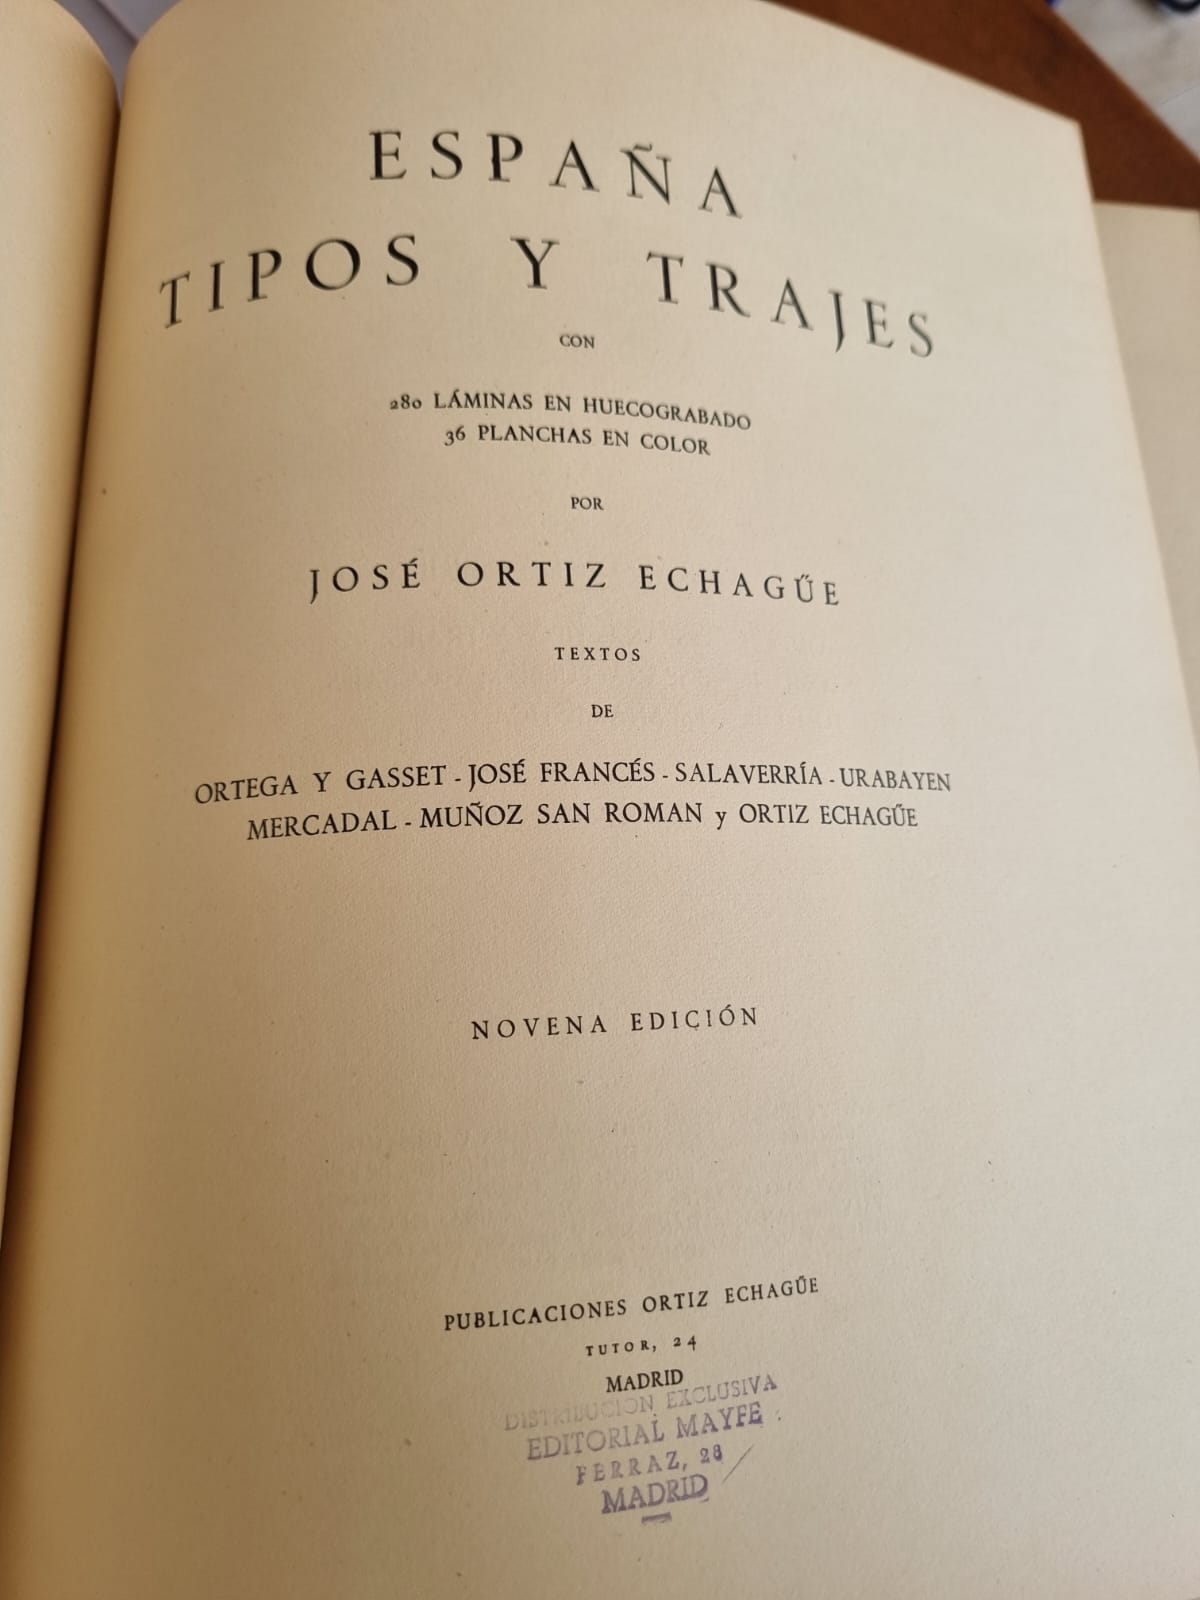 ESPAÑA
TIPOS Y TRAJES
CON
280 LÁMINAS EN HUECOGRABADO
36 PLANCHAS EN COLOR
POR
JOSÉ ORTIZ ECHAGÜE
TEXTOS
DE
ORTEGA Y GASSET - JOSÉ FRANCÉS - SALAVERRÍA - URABAYEN
MERCADAL - MUÑOZ SAN ROMAN y ORTIZ ECHAGÜE
NOVENA EDICIÓN
PUBLICACIONES ORTIZ ECHAGÜE
TUTOR, 24
MADRID
DISTRIBUCION EXCLUSIVA
EDITORIAL MAYFE
FERRAZ, 28
MADRID